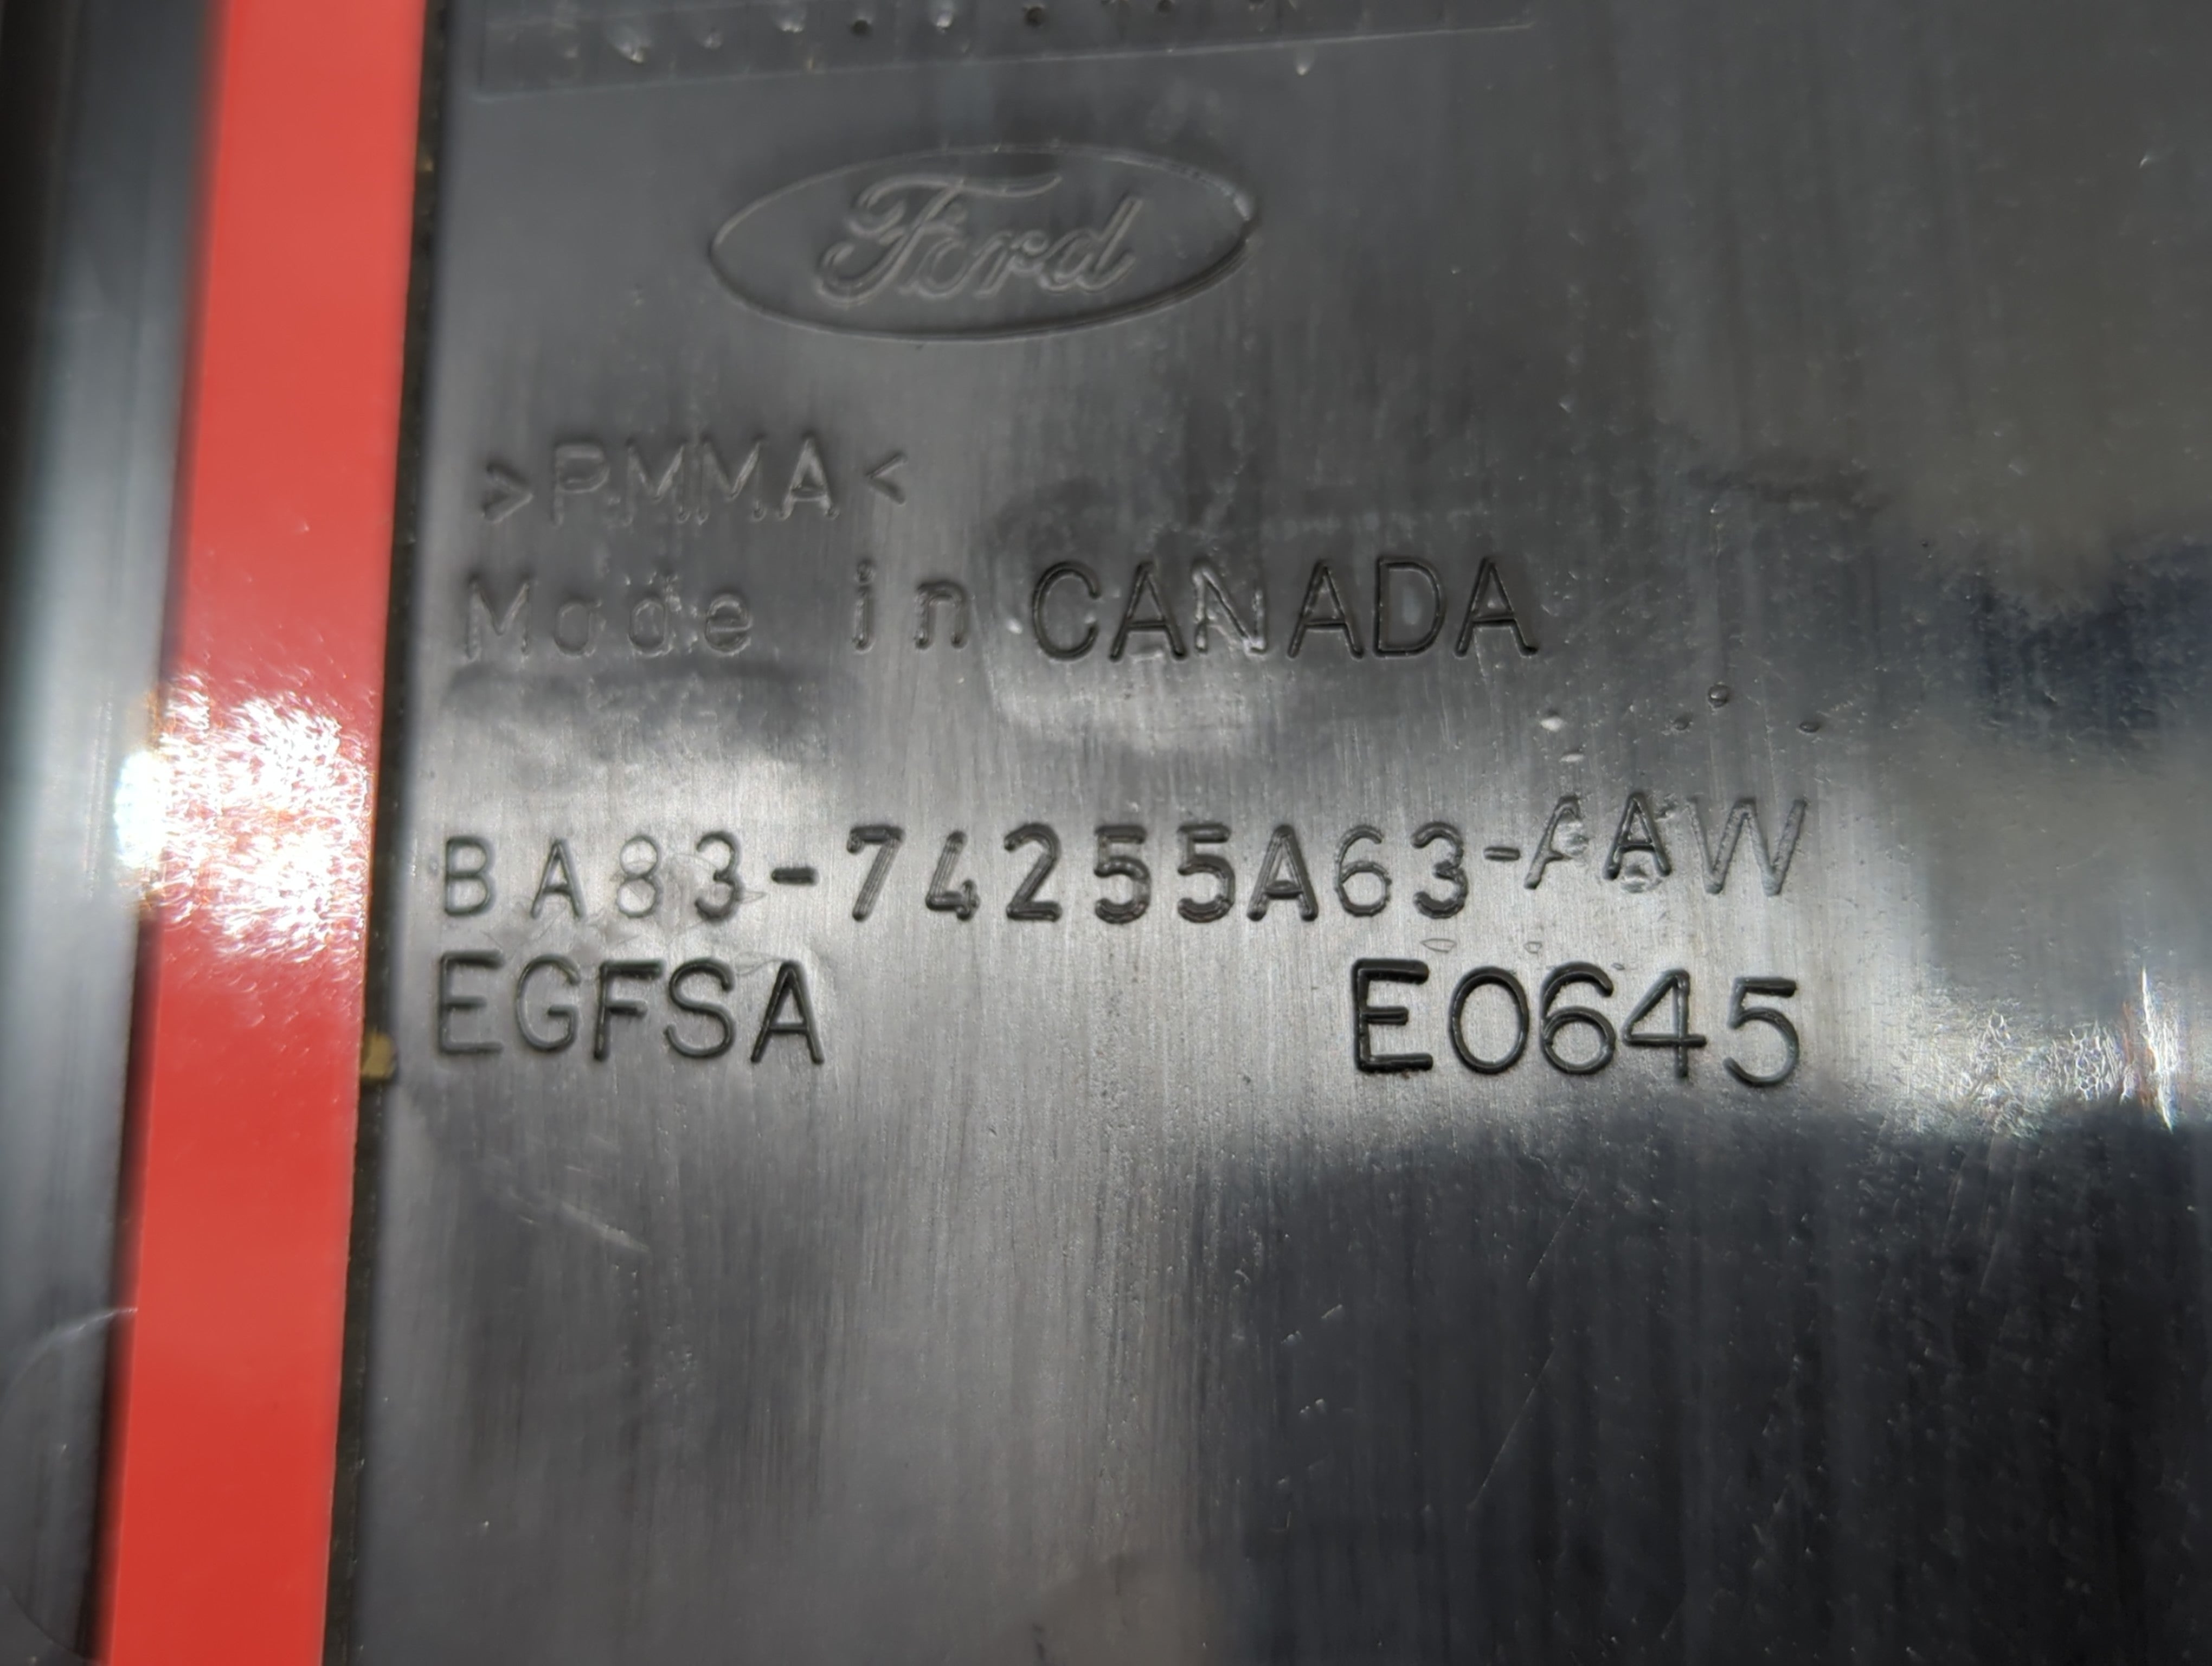 Ford
>PMMA<
Made in CANADA
BA83-74255A63-AAW
EGFSA E0645